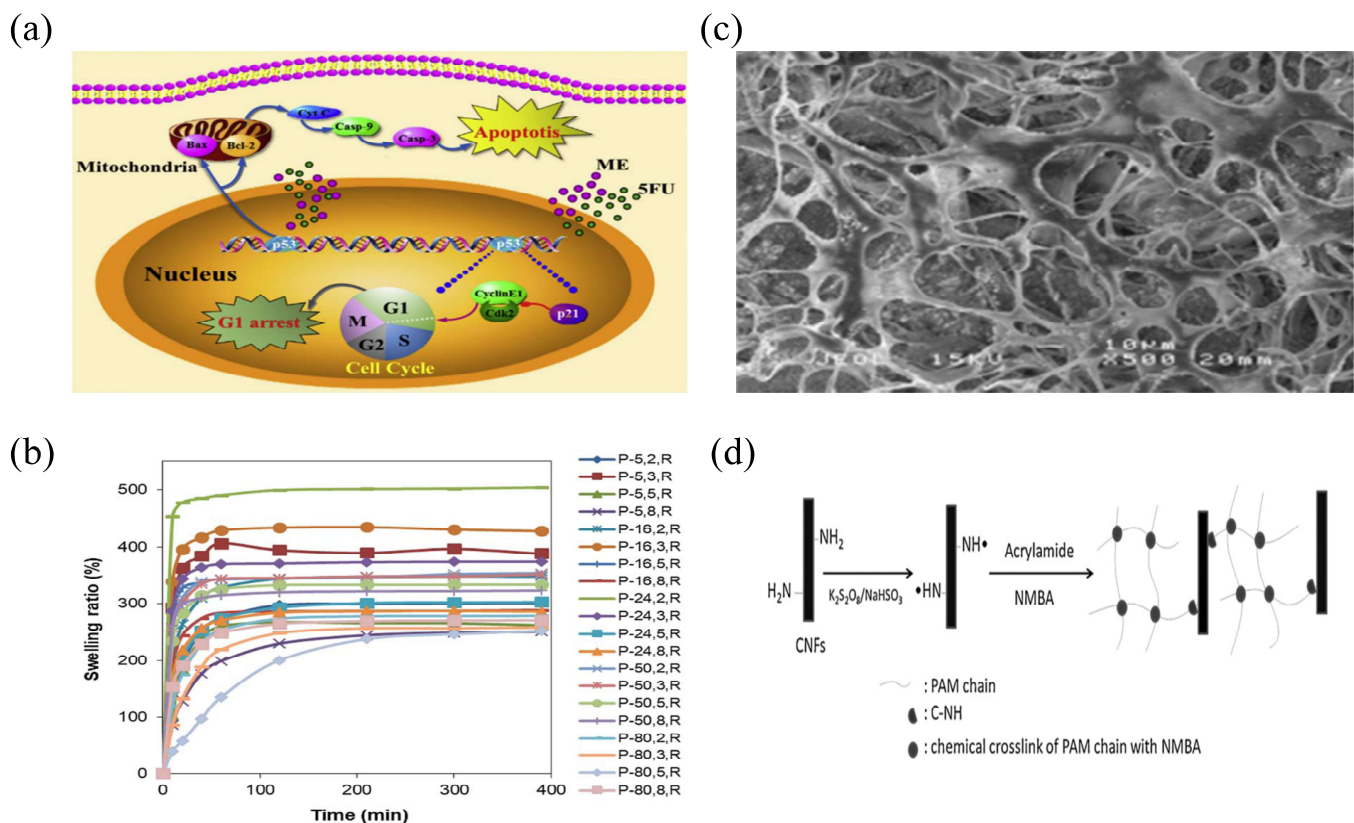 (a)
Cyt C
Casp-9
Casp-3
Apoptotis
Bax
Bcl-2
Mitochondria
ME
5FU
p53
p53
Nucleus
G1 arrest
G1
M
G2
S
CyclinE1
Cdk2
p21
Cell Cycle
(c)
JEOL 15KV 10µm
X500 20mm
(b)
Swelling ratio (%)
500
400
300
200
100
0
0 100 200 300 400
Time (min)
P-5,2,R
P-5,3,R
P-5,5,R
P-5,8,R
P-16,2,R
P-16,3,R
P-16,5,R
P-16,8,R
P-24,2,R
P-24,3,R
P-24,5,R
P-24,8,R
P-50,2,R
P-50,3,R
P-50,5,R
P-50,8,R
P-80,2,R
P-80,3,R
P-80,5,R
P-80,8,R
(d)
NH2
H2N
CNFs
K2S2O8/NaHSO3
NH•
•HN
Acrylamide
NMBA
: PAM chain
: C-NH
: chemical crosslink of PAM chain with NMBA